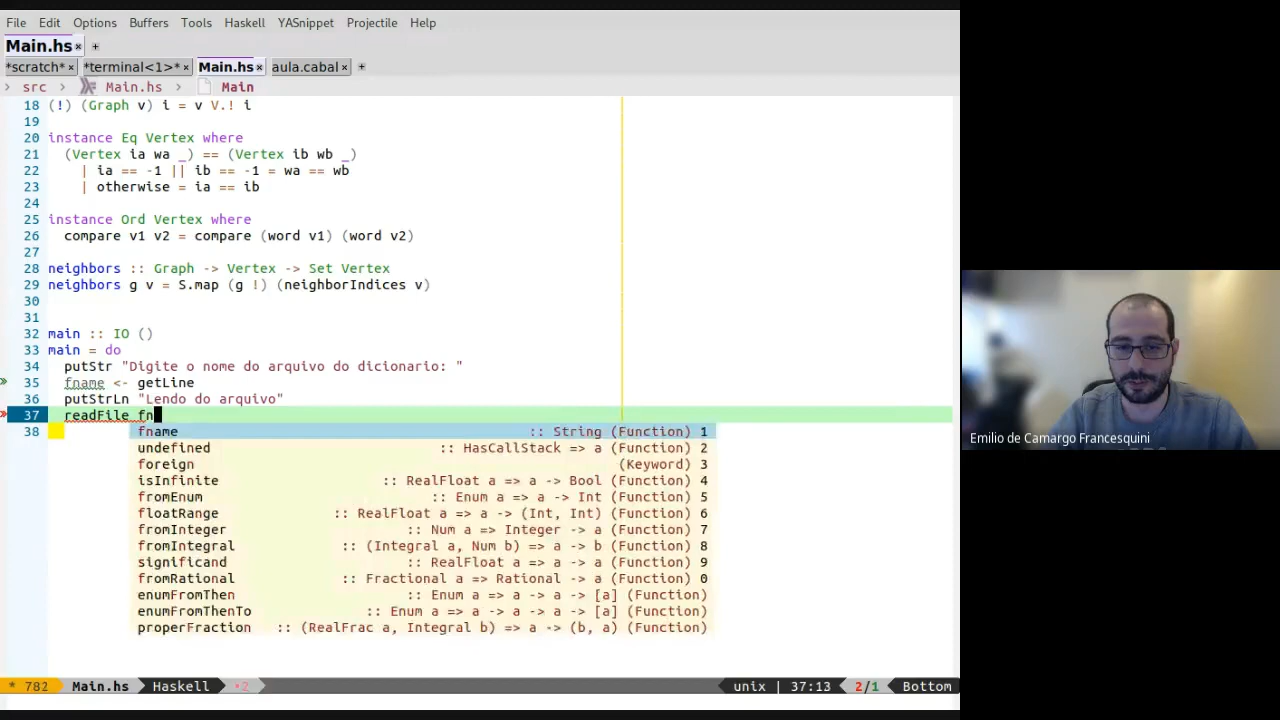 File Edit Options Buffers Tools Haskell YASnippet Projectile Help
Main.hs
*scratch* *terminal<1>* Main.hs aula.cabal
src Main.hs Main
18 (!) (Graph v) i = v V.! i
19
20 instance Eq Vertex where
21 (Vertex ia wa _) == (Vertex ib wb _)
22 | ia == -1 || ib == -1 = wa == wb
23 | otherwise = ia == ib
24
25 instance Ord Vertex where
26 compare v1 v2 = compare (word v1) (word v2)
27
28 neighbors :: Graph -> Vertex -> Set Vertex
29 neighbors g v = S.map (g !) (neighborIndices v)
30
31
32 main :: IO ()
33 main = do
34 putStr "Digite o nome do arquivo do dicionario: "
35 fname <- getLine
36 putStrLn "Lendo do arquivo"
37 readFile fn
38
fname :: String (Function) 1
undefined :: HasCallStack => a (Function) 2
foreign (Keyword) 3
isInfinite :: RealFloat a => a -> Bool (Function) 4
fromEnum :: Enum a => a -> Int (Function) 5
floatRange :: RealFloat a => a -> (Int, Int) (Function) 6
fromInteger :: Num a => Integer -> a (Function) 7
fromIntegral :: (Integral a, Num b) => a -> b (Function) 8
significand :: RealFloat a => a -> a (Function) 9
fromRational :: Fractional a => Rational -> a (Function) 0
enumFromThen :: Enum a => a -> a -> [a] (Function)
enumFromThenTo :: Enum a => a -> a -> a -> [a] (Function)
properFraction :: (RealFrac a, Integral b) => a -> (b, a) (Function)
* 782 Main.hs Haskell •2 unix | 37:13 2/1 Bottom
Emilio de Camargo Francesquini